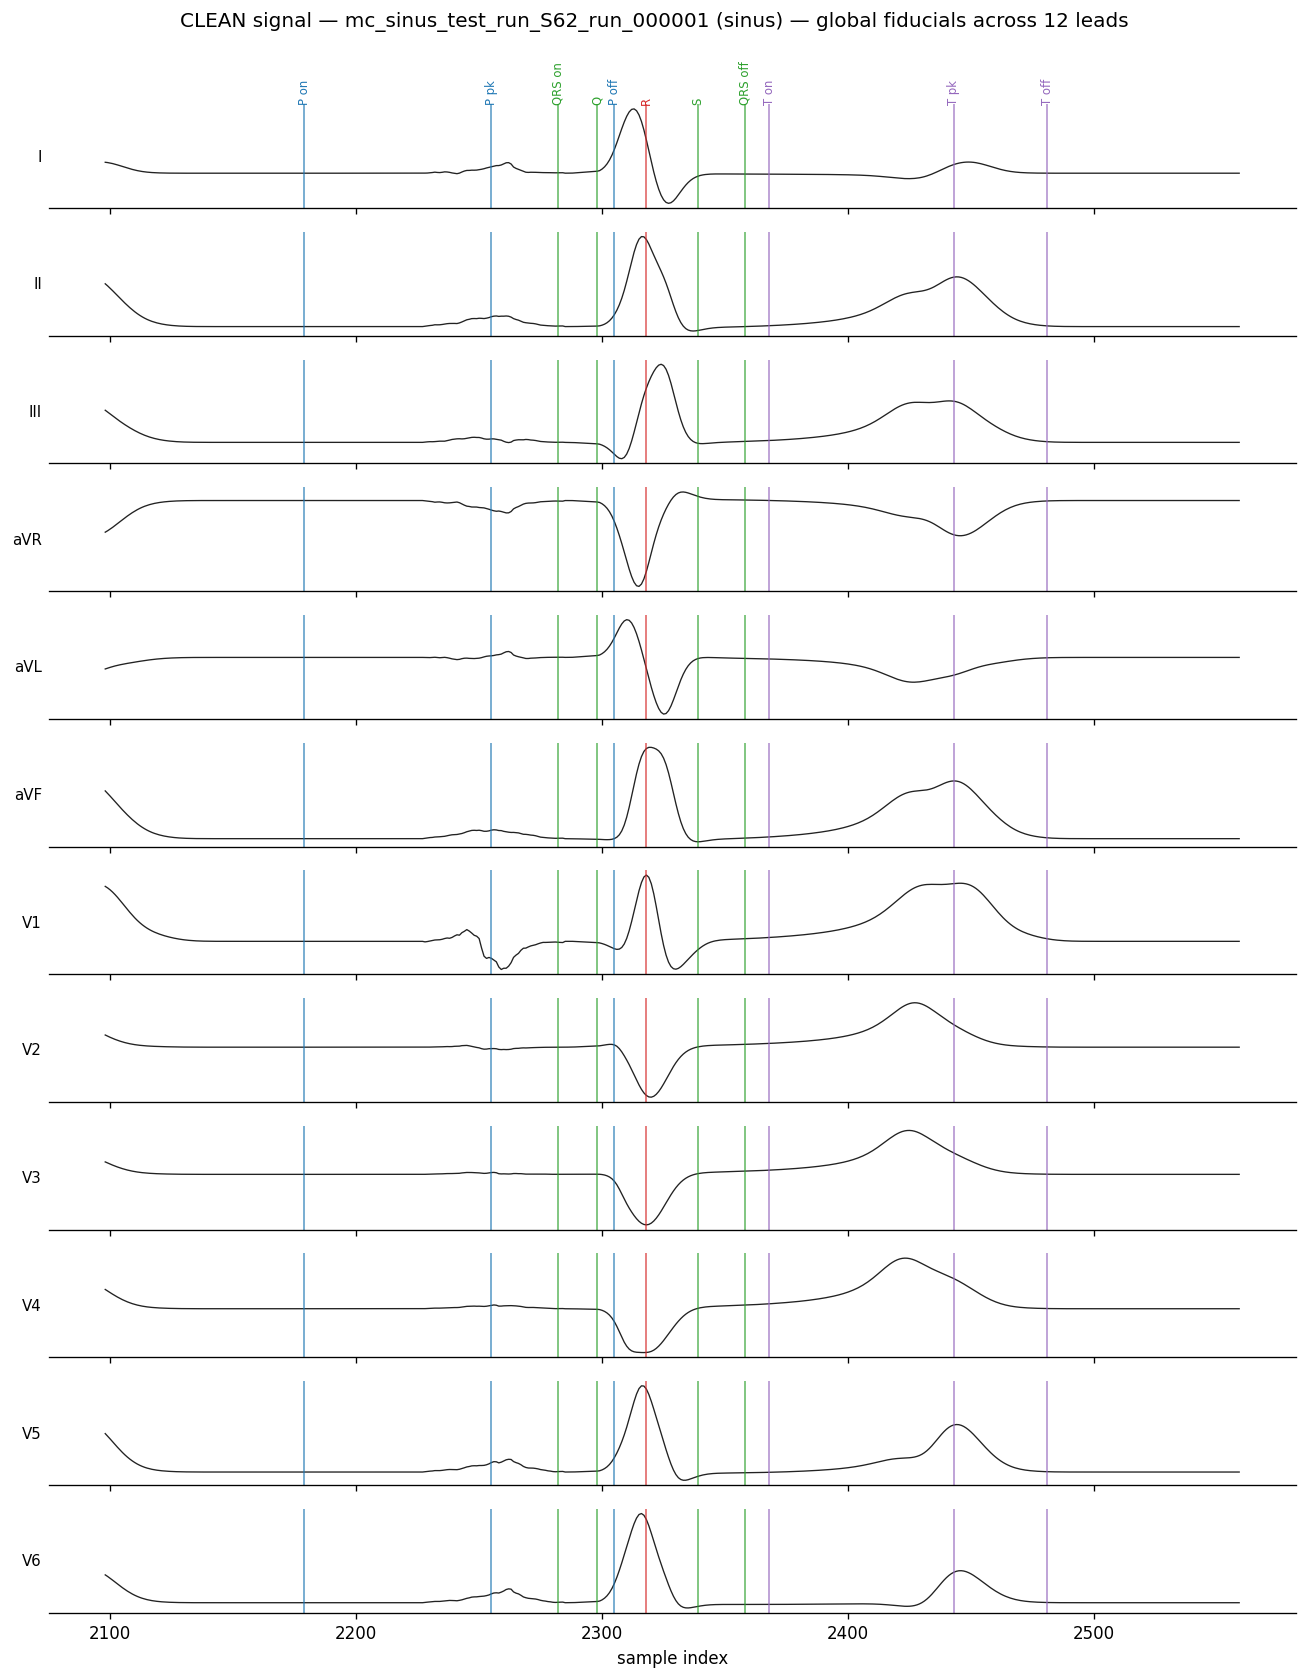 CLEAN signal — mc_sinus_test_run_S62_run_000001 (sinus) — global fiducials across 12 leads
P on
P pk
QRS on
Q
P off
R
S
QRS off
T on
T pk
T off
I
II
III
aVR
aVL
aVF
V1
V2
V3
V4
V5
V6
2100 2200 2300 2400 2500
sample index